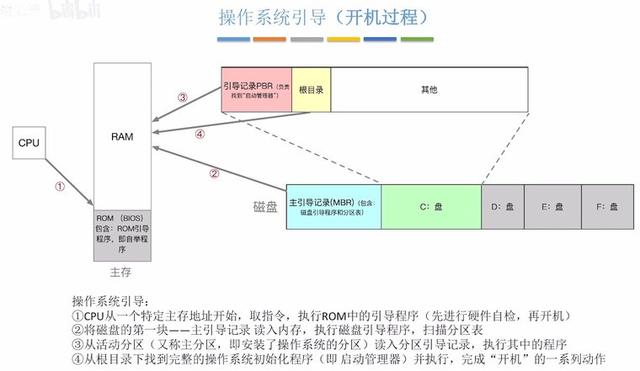 bilibili
操作系统引导（开机过程）
引导记录PBR（负责
找到“启动管理器”）
根目录
其他
③
④
RAM
CPU
②
①
主引导记录(MBR)（包含：
磁盘引导程序和分区表）
C：盘
D：盘
E：盘
F：盘
磁盘
ROM （BIOS）
包含：ROM引导
程序，即自举程
序
主存
操作系统引导：
①CPU从一个特定主存地址开始，取指令，执行ROM中的引导程序（先进行硬件自检，再开机）
②将磁盘的第一块——主引导记录 读入内存，执行磁盘引导程序，扫描分区表
③从活动分区（又称主分区，即安装了操作系统的分区）读入分区引导记录，执行其中的程序
④从根目录下找到完整的操作系统初始化程序（即 启动管理器）并执行，完成“开机”的一系列动作